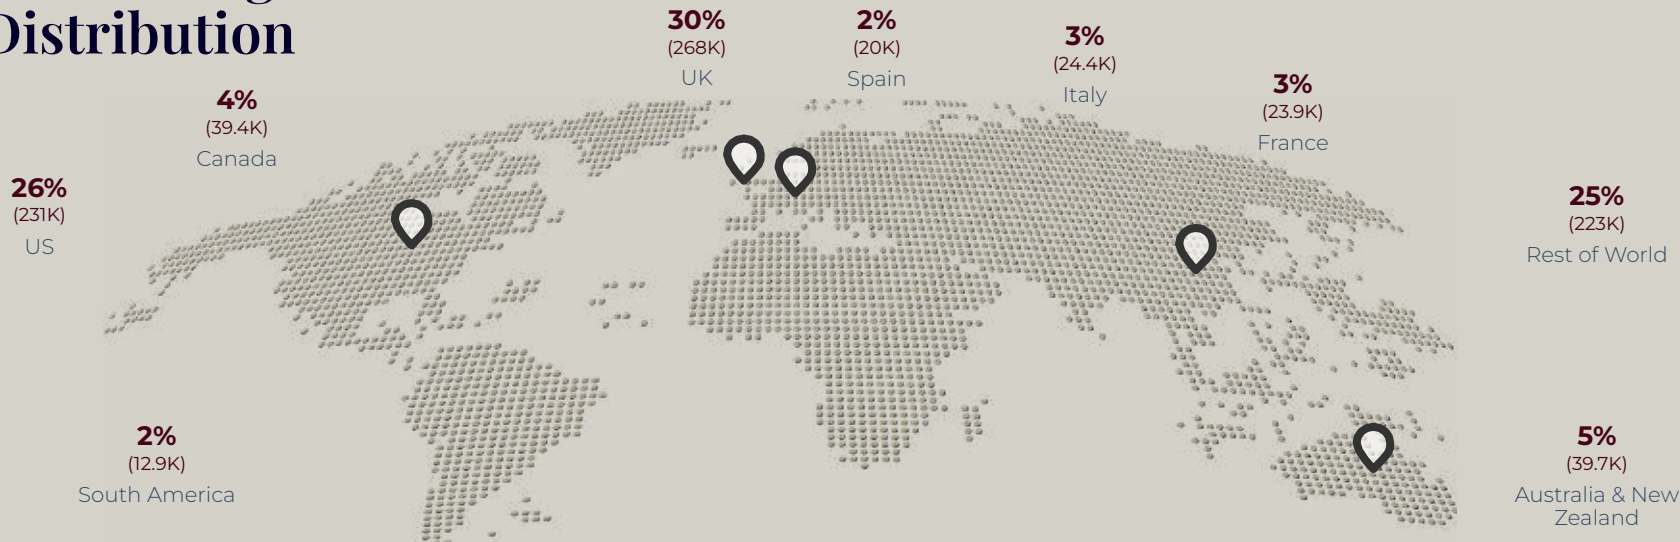 Distribution
30%
(268K)
UK
2%
(20K)
Spain
3%
(24.4K)
Italy
3%
(23.9K)
France
4%
(39.4K)
Canada
26%
(231K)
US
25%
(223K)
Rest of World
2%
(12.9K)
South America
5%
(39.7K)
Australia & New
Zealand